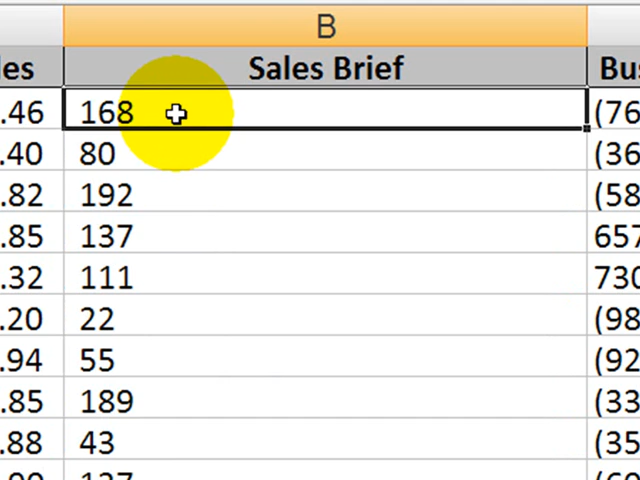 B
les Sales Brief Bus
.46 168 (76
.40 80 (36
.82 192 (58
.85 137 657
.32 111 730
.20 22 (98
.94 55 (92
.85 189 (33
.88 43 (35